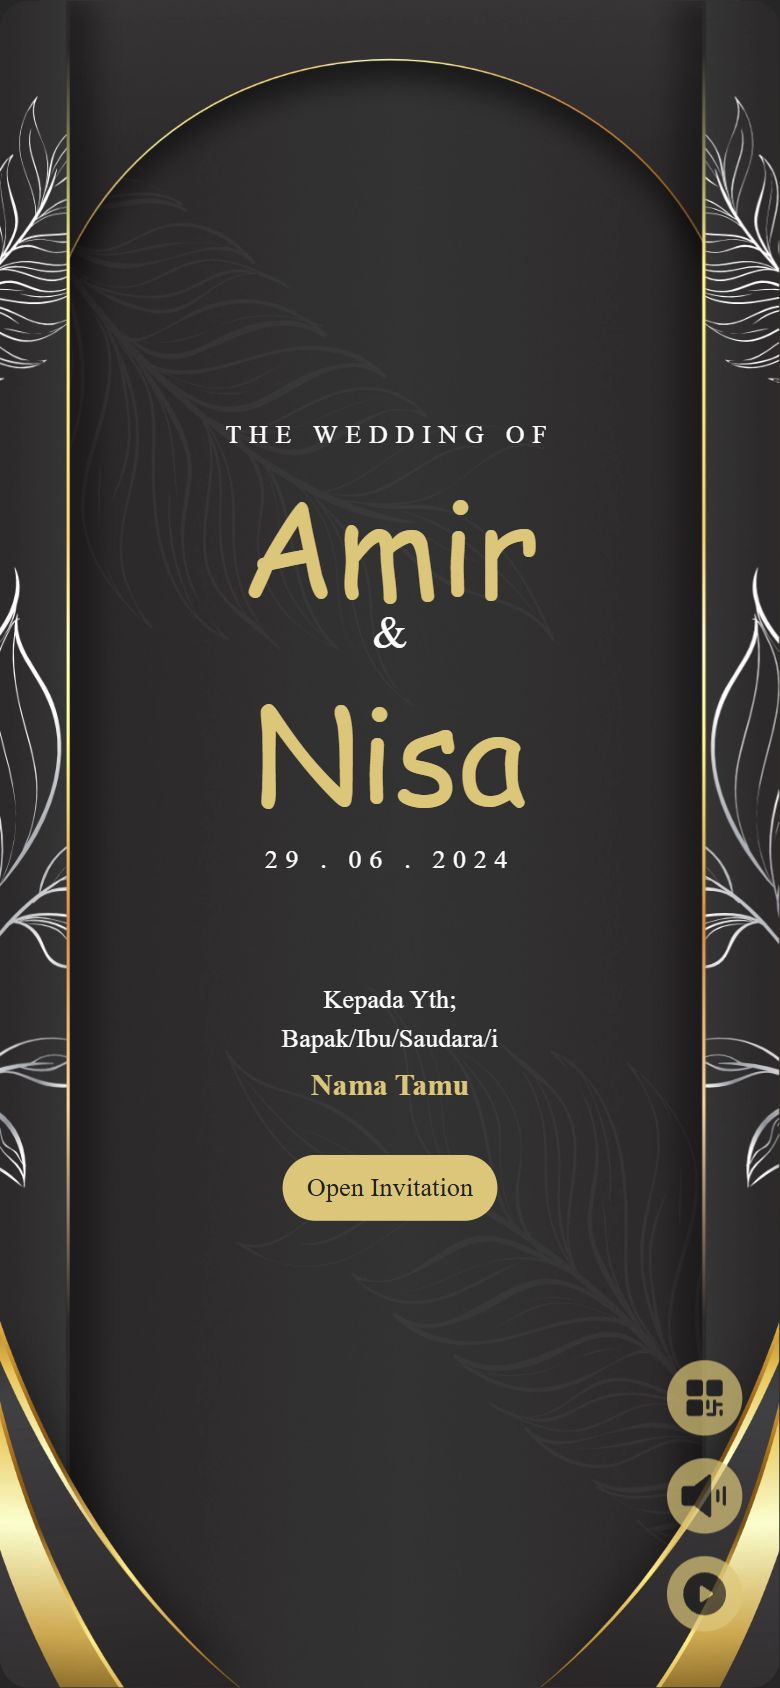 THE WEDDING OF
Amir
&
Nisa
29 . 06 . 2024
Kepada Yth;
Bapak/Ibu/Saudara/i
Nama Tamu
Open Invitation